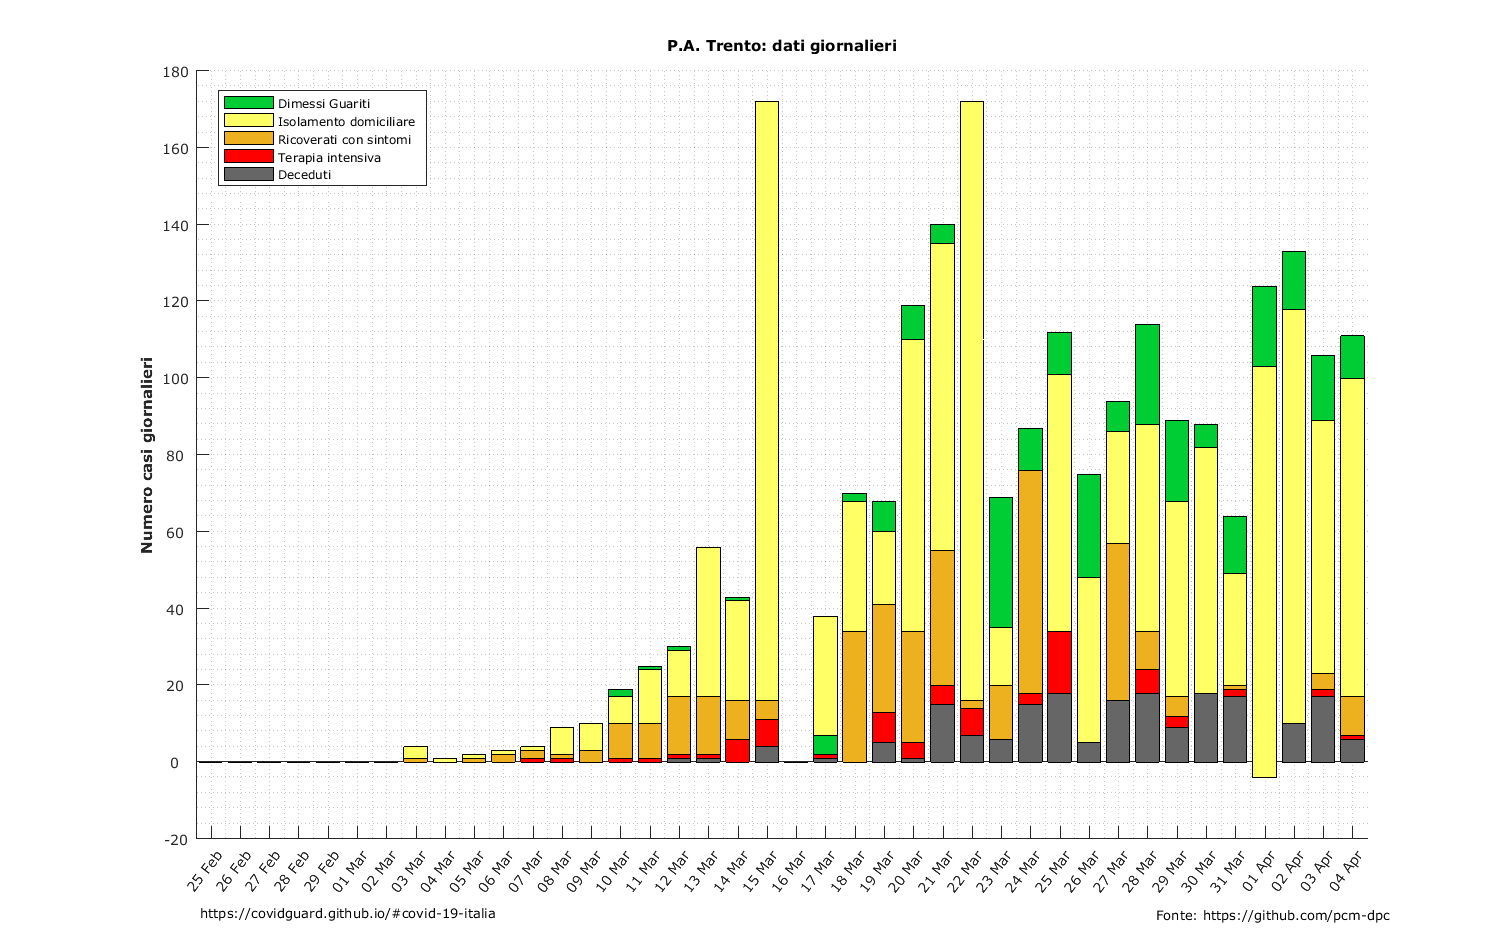 P.A. Trento: dati giornalieri
Dimessi Guariti
Isolamento domiciliare
Ricoverati con sintomi
Terapia intensiva
Deceduti
Numero casi giornalieri
180
160
140
120
100
80
60
40
20
0
-20
25 Feb
26 Feb
27 Feb
28 Feb
29 Feb
01 Mar
02 Mar
03 Mar
04 Mar
05 Mar
06 Mar
07 Mar
08 Mar
09 Mar
10 Mar
11 Mar
12 Mar
13 Mar
14 Mar
15 Mar
16 Mar
17 Mar
18 Mar
19 Mar
20 Mar
21 Mar
22 Mar
23 Mar
24 Mar
25 Mar
26 Mar
27 Mar
28 Mar
29 Mar
30 Mar
31 Mar
01 Apr
02 Apr
03 Apr
04 Apr
https://covidguard.github.io/#covid-19-italia
Fonte: https://github.com/pcm-dpc